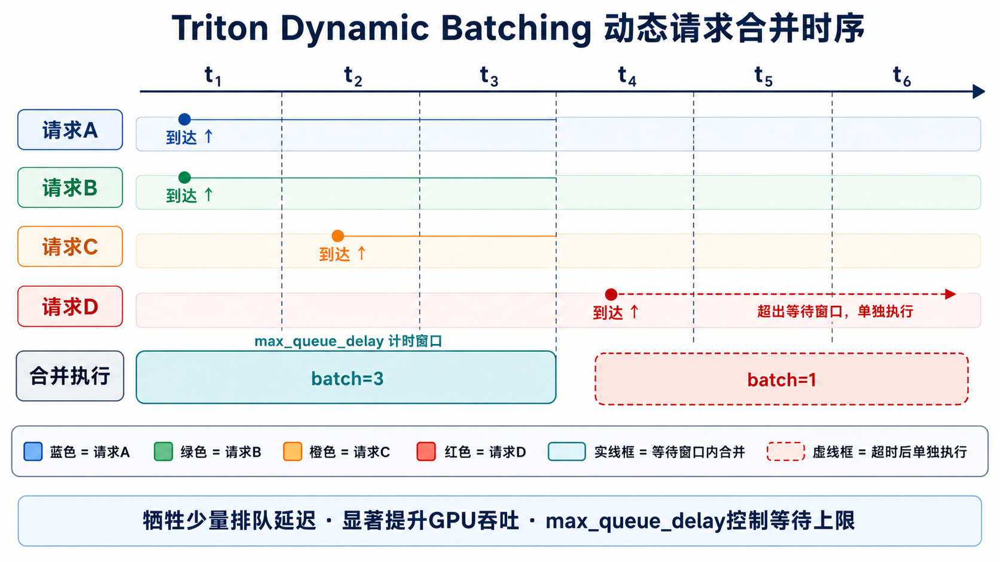 Triton Dynamic Batching 动态请求合并时序
t₁ t₂ t₃ t₄ t₅ t₆
请求A
到达 ↑
请求B
到达 ↑
请求C
到达 ↑
请求D
到达 ↑
超出等待窗口，单独执行
max_queue_delay 计时窗口
合并执行
batch=3
batch=1
蓝色 = 请求A 绿色 = 请求B 橙色 = 请求C 红色 = 请求D 实线框 = 等待窗口内合并 虚线框 = 超时后单独执行
牺牲少量排队延迟 · 显著提升GPU吞吐 · max_queue_delay控制等待上限